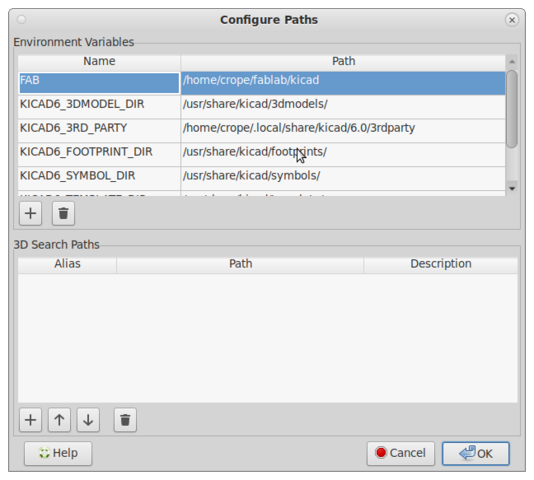 Configure Paths
Environment Variables
Name Path
FAB /home/crope/fablab/kicad
KICAD6_3DMODEL_DIR /usr/share/kicad/3dmodels/
KICAD6_3RD_PARTY /home/crope/.local/share/kicad/6.0/3rdparty
KICAD6_FOOTPRINT_DIR /usr/share/kicad/footprints/
KICAD6_SYMBOL_DIR /usr/share/kicad/symbols/
3D Search Paths
Alias Path Description
Help Cancel OK